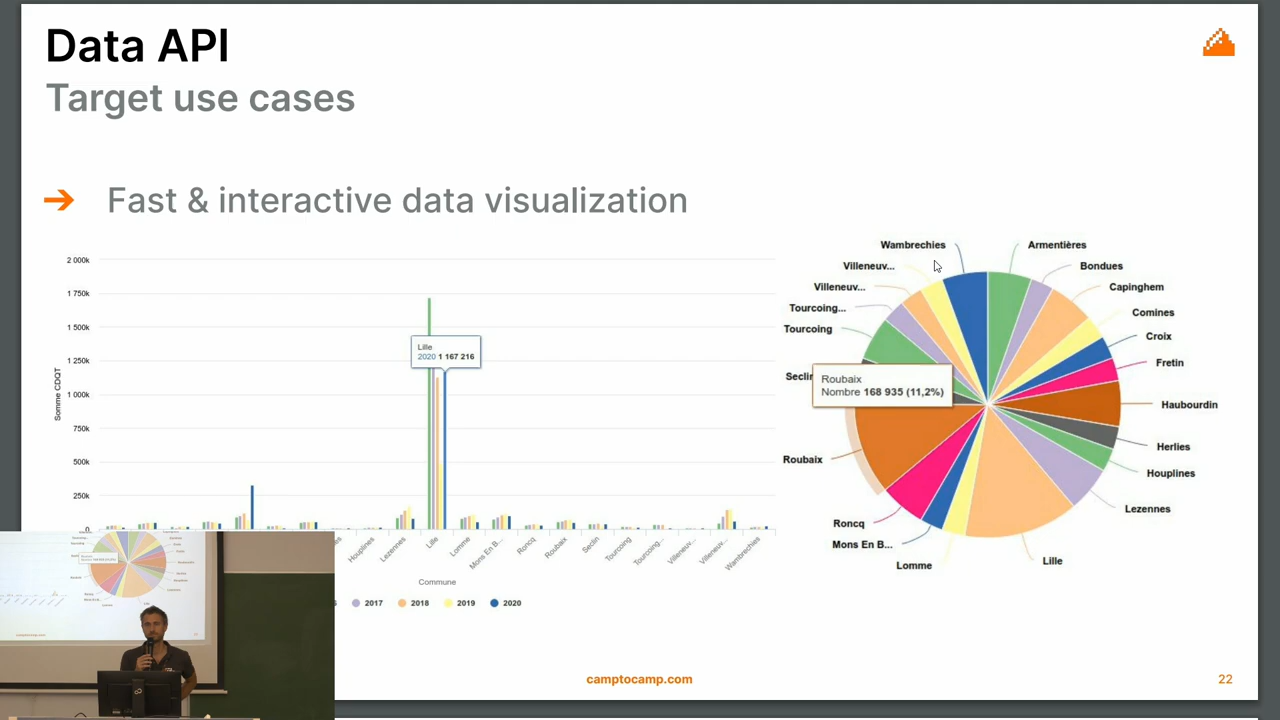 Data API
Target use cases
➔ Fast & interactive data visualization
2 000k
1 750k
1 500k
1 250k
1 000k
750k
500k
250k
0
Somme CDQT
Lille
2020 1 167 216
Houplines
Lezennes
Lille
Lomme
Mons En B...
Roncq
Roubaix
Seclin
Tourcoing
Tourcoing...
Villeneuv...
Villeneuv...
Wambrechies
Commune
2017
2018
2019
2020
Wambrechies
Armentières
Villeneuv...
Bondues
Villeneuv...
Capinghem
Tourcoing...
Comines
Tourcoing
Croix
Fretin
Seclin
Roubaix
Nombre 168 935 (11,2%)
Haubourdin
Herlies
Roubaix
Houplines
Lezennes
Roncq
Mons En B...
Lomme
Lille
camptocamp.com
22